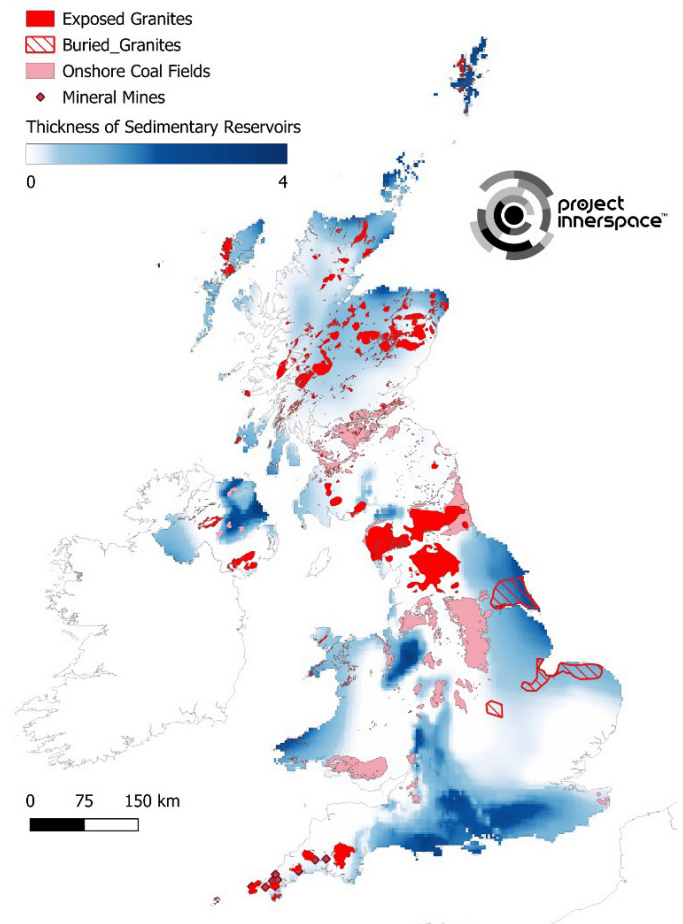 Exposed Granites
Buried_Granites
Onshore Coal Fields
Mineral Mines
Thickness of Sedimentary Reservoirs
0 4
project
innerspace™
0 75 150 km